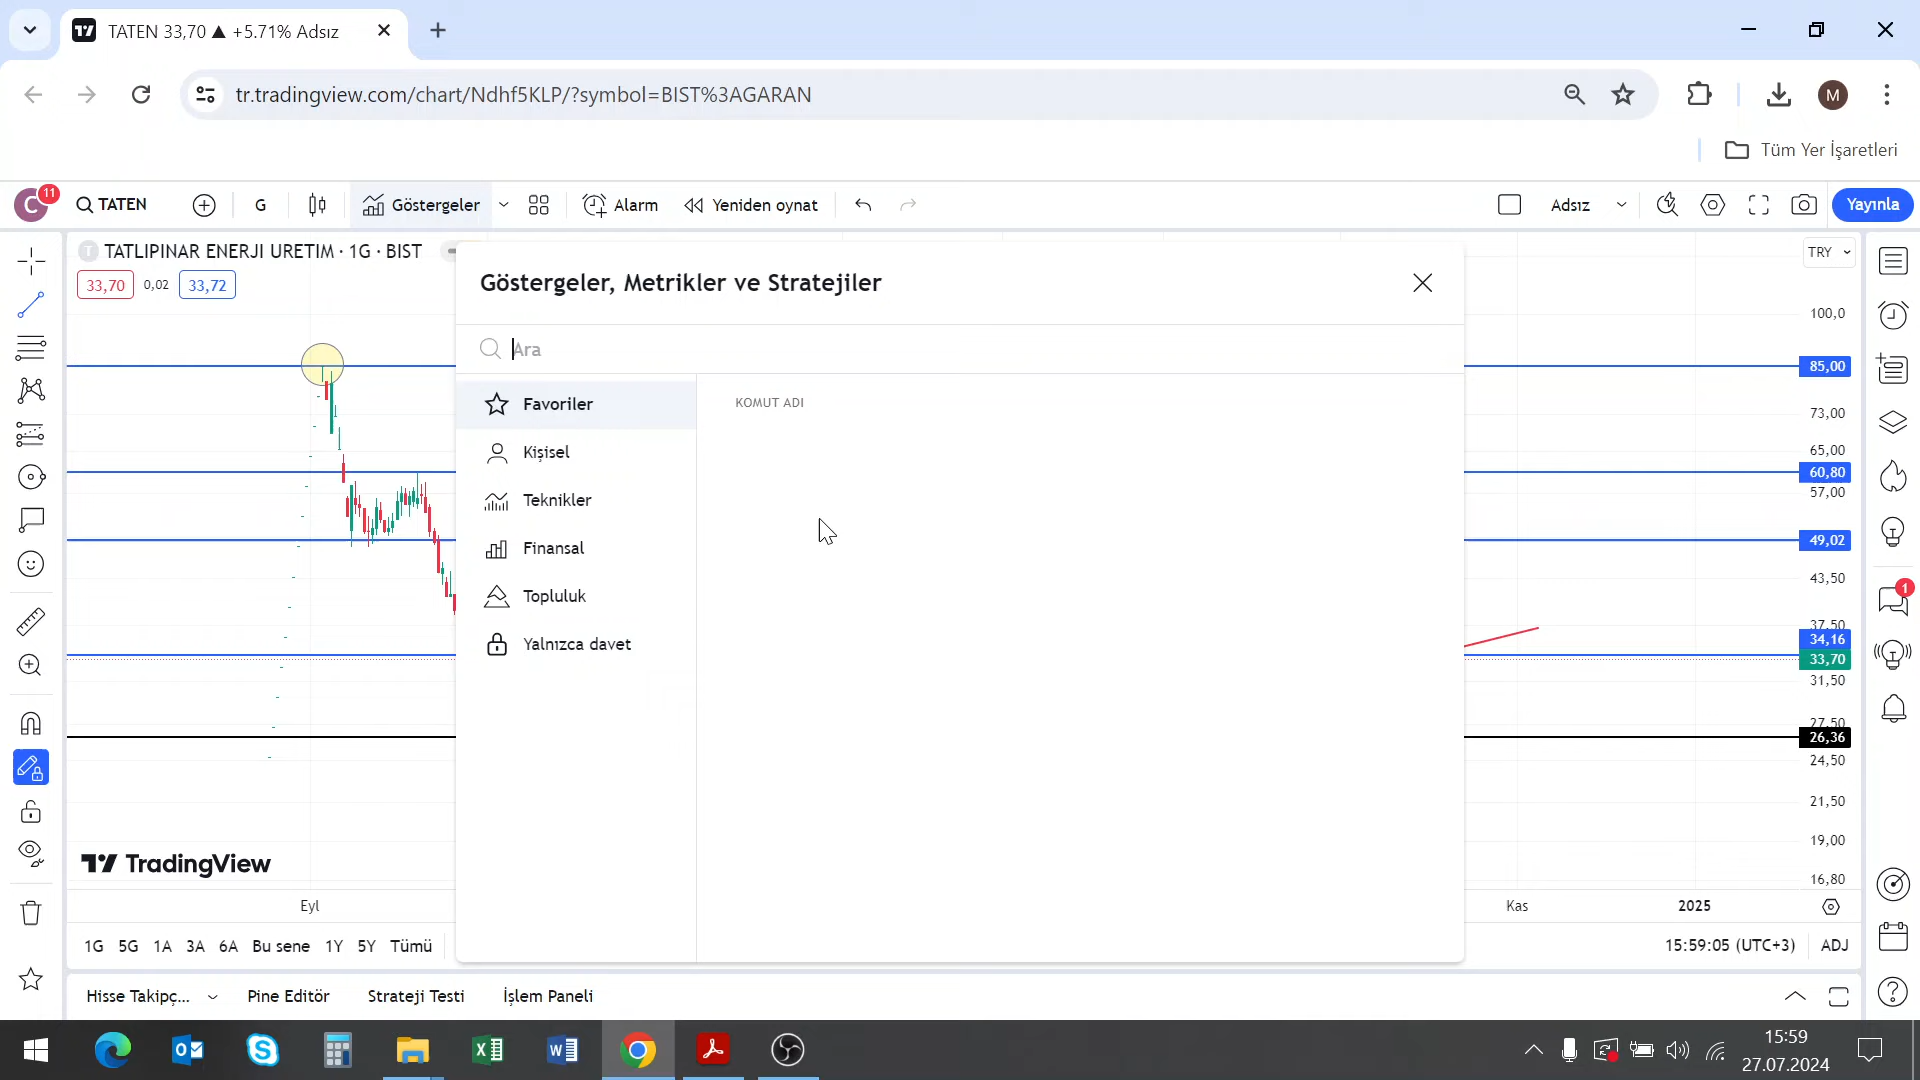 TATEN 33,70 ▲ +5.71% Adsız
tr.tradingview.com/chart/Ndhf5KLP/?symbol=BIST%3AGARAN
M
Tüm Yer İşaretleri
C 11 TATEN G Göstergeler Alarm Yeniden oynat Adsız Yayınla
T TATLIPINAR ENERJI URETIM · 1G · BIST
TRY
33,70 0,02 33,72
Göstergeler, Metrikler ve Stratejiler
Ara
Favoriler
KOMUT ADI
Kişisel
Teknikler
Finansal
Topluluk
Yalnızca davet
100,0
85,00
73,00
65,00
60,80
57,00
49,02
43,50
37,50
34,16
33,70
31,50
27,50
26,36
24,50
21,50
19,00
16,80
1
TradingView
Eyl Kas 2025
1G 5G 1A 3A 6A Bu sene 1Y 5Y Tümü 15:59:05 (UTC+3) ADJ
Hisse Takipç... Pine Editör Strateji Testi İşlem Paneli
15:59
27.07.2024